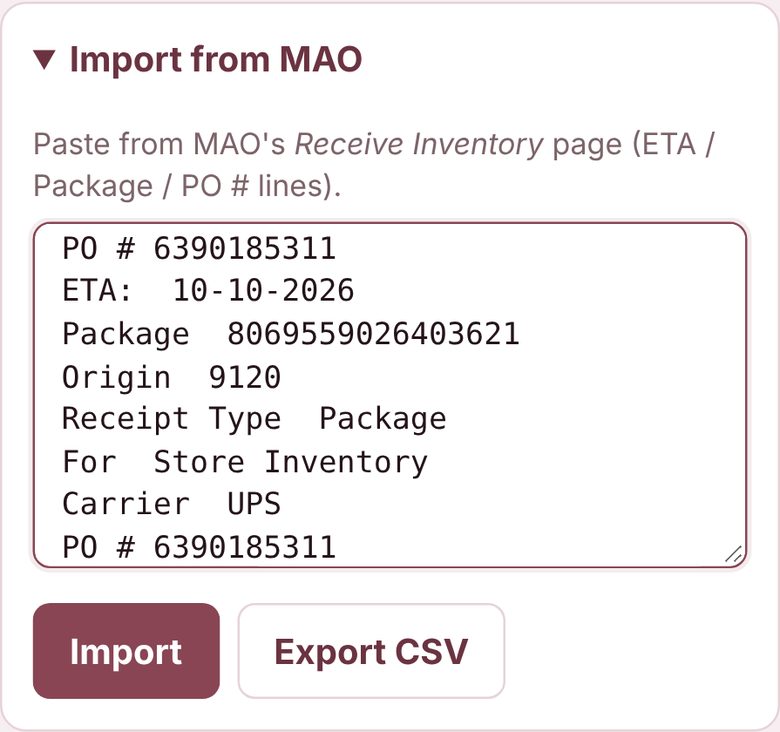 ▼ Import from MAO
Paste from MAO's Receive Inventory page (ETA /
Package / PO # lines).
PO # 6390185311
ETA:  10-10-2026
Package  8069559026403621
Origin  9120
Receipt Type  Package
For  Store Inventory
Carrier  UPS
PO # 6390185311
Import
Export CSV